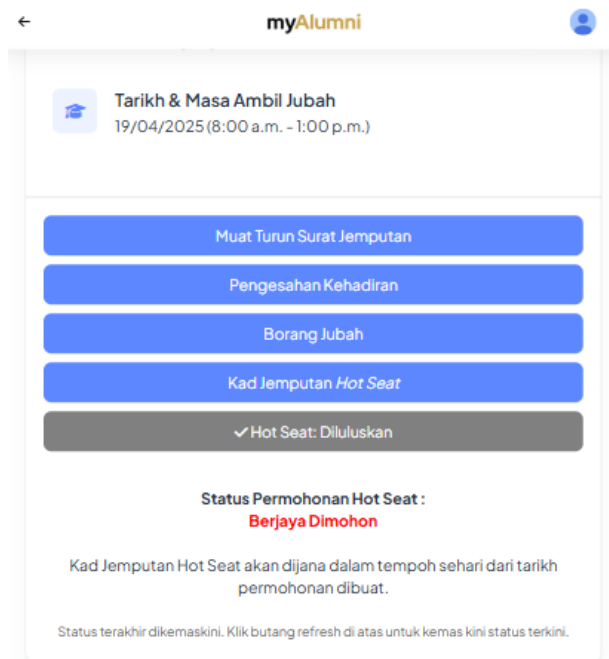 myAlumni
Tarikh & Masa Ambil Jubah
19/04/2025 (8:00 a.m. - 1:00 p.m.)
Muat Turun Surat Jemputan
Pengesahan Kehadiran
Borang Jubah
Kad Jemputan Hot Seat
Hot Seat: Diluluskan
Status Permohonan Hot Seat :
Berjaya Dimohon
Kad Jemputan Hot Seat akan dijana dalam tempoh sehari dari tarikh
permohonan dibuat.
Status terakhir dikemaskini. Klik butang refresh di atas untuk kemas kini status terkini.